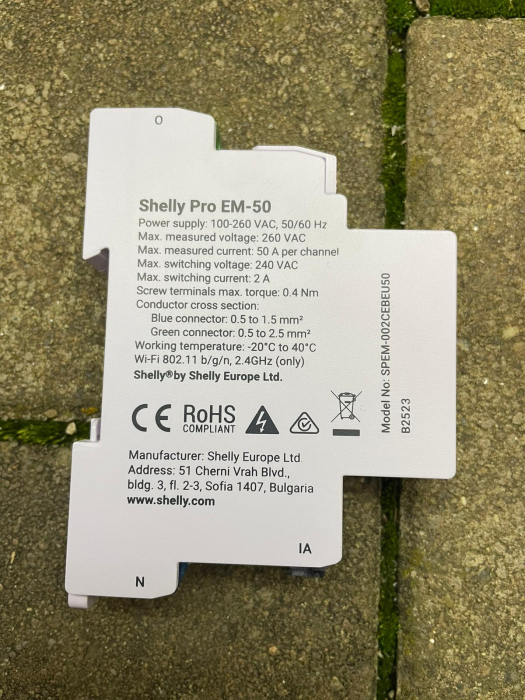 O
Shelly Pro EM-50
Power supply: 100-260 VAC, 50/60 Hz
Max. measured voltage: 260 VAC
Max. measured current: 50 A per channel
Max. switching voltage: 240 VAC
Max. switching current: 2 A
Screw terminals max. torque: 0.4 Nm
Conductor cross section:
Blue connector: 0.5 to 1.5 mm²
Green connector: 0.5 to 2.5 mm²
Working temperature: -20°C to 40°C
Wi-Fi 802.11 b/g/n, 2.4GHz (only)
Shelly®by Shelly Europe Ltd.
CE RoHS
COMPLIANT
Manufacturer: Shelly Europe Ltd.
Address: 51 Cherni Vrah Blvd.,
bldg. 3, fl. 2-3, Sofia 1407, Bulgaria
www.shelly.com
IA
N
Model No: SPEM-002CEBEU50
B2523